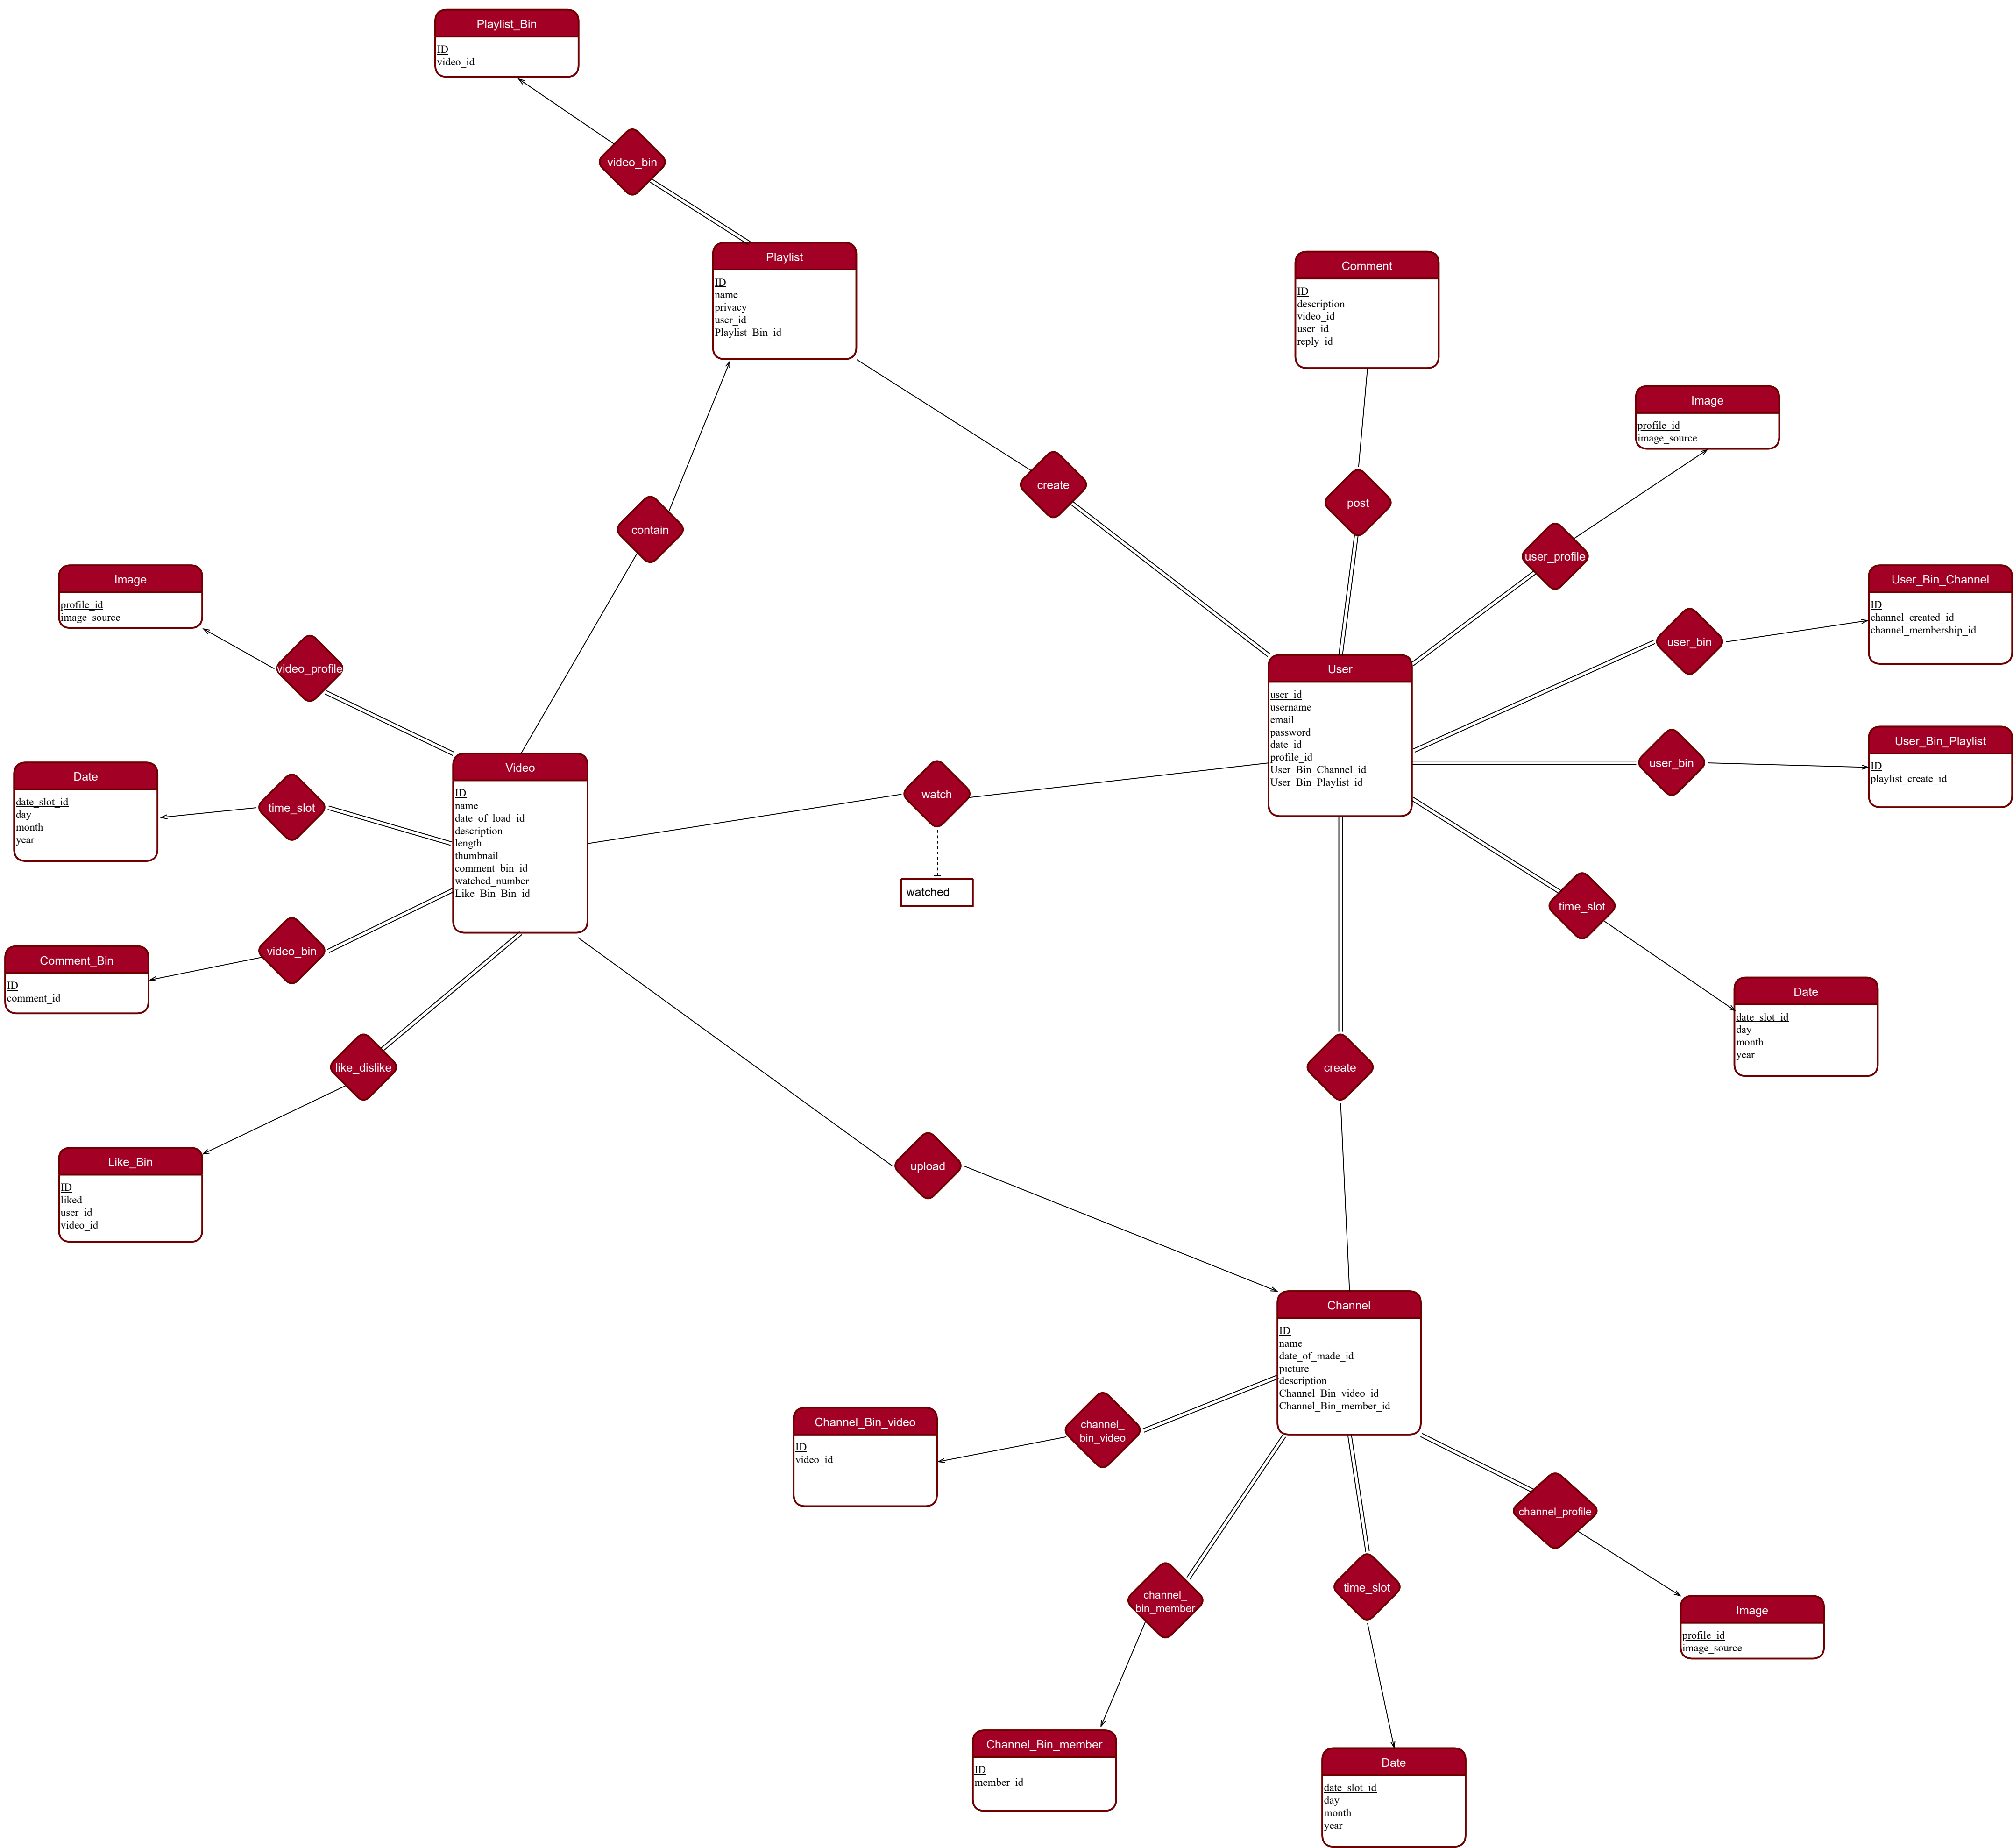 Playlist_Bin
ID
video_id
video_bin
Playlist
ID
name
privacy
user_id
Playlist_Bin_id
Comment
ID
description
video_id
user_id
reply_id
Image
profile_id
image_source
create
post
contain
user_profile
Image
profile_id
image_source
User_Bin_Channel
ID
channel_created_id
channel_membership_id
video_profile
user_bin
User
user_id
username
email
password
date_id
profile_id
User_Bin_Channel_id
User_Bin_Playlist_id
User_Bin_Playlist
ID
playlist_create_id
user_bin
Date
date_slot_id
day
month
year
time_slot
Video
ID
name
date_of_load_id
description
length
thumbnail
comment_bin_id
watched_number
Like_Bin_Bin_id
watch
watched
time_slot
Comment_Bin
ID
comment_id
video_bin
Date
date_slot_id
day
month
year
like_dislike
create
Like_Bin
ID
liked
user_id
video_id
upload
Channel
ID
name
date_of_made_id
picture
description
Channel_Bin_video_id
Channel_Bin_member_id
Channel_Bin_video
ID
video_id
channel_
bin_video
channel_profile
channel_
bin_member
time_slot
Image
profile_id
image_source
Channel_Bin_member
ID
member_id
Date
date_slot_id
day
month
year